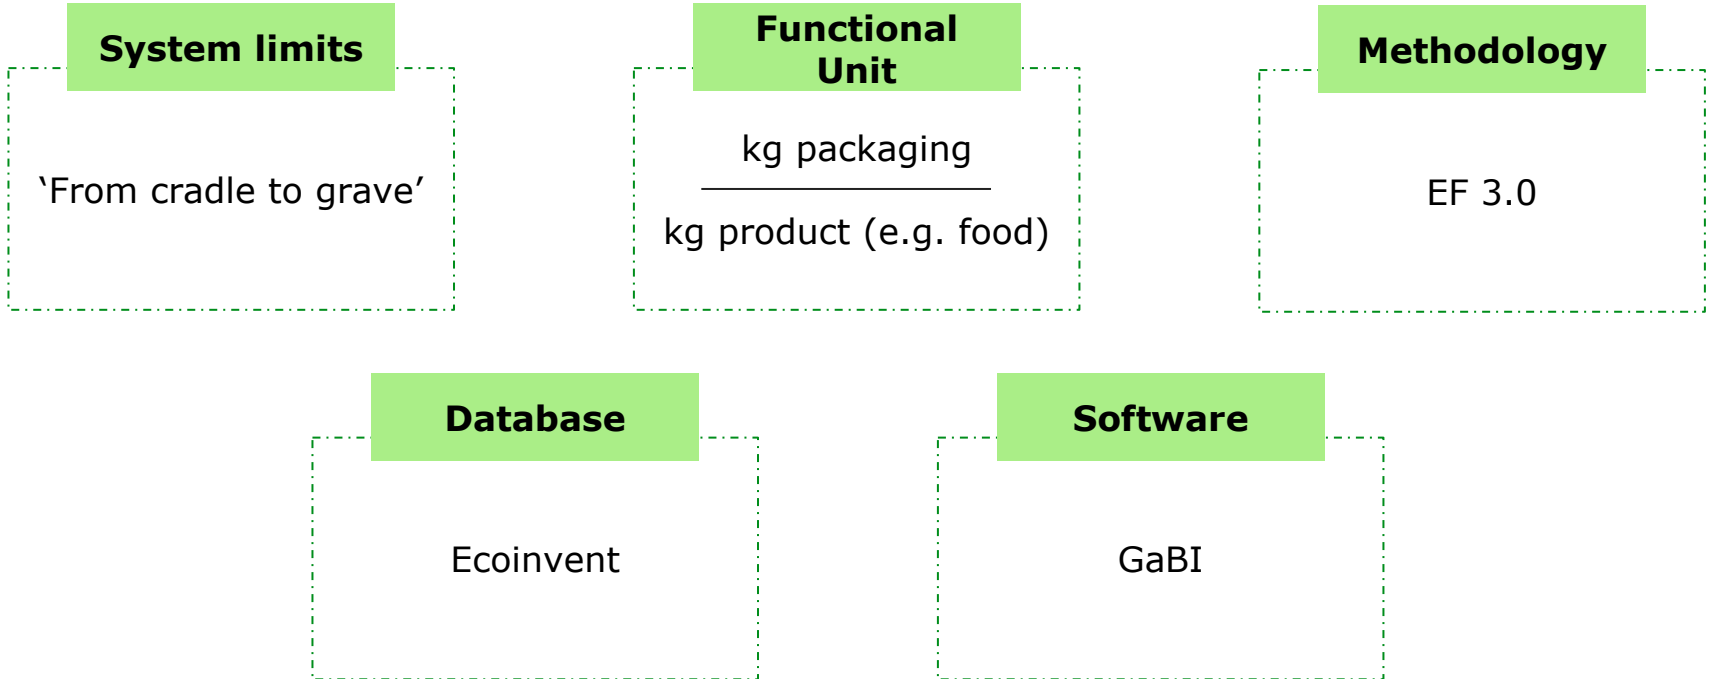 System limits
‘From cradle to grave’
Functional
Unit
kg packaging
kg product (e.g. food)
Methodology
EF 3.0
Database
Ecoinvent
Software
GaBI